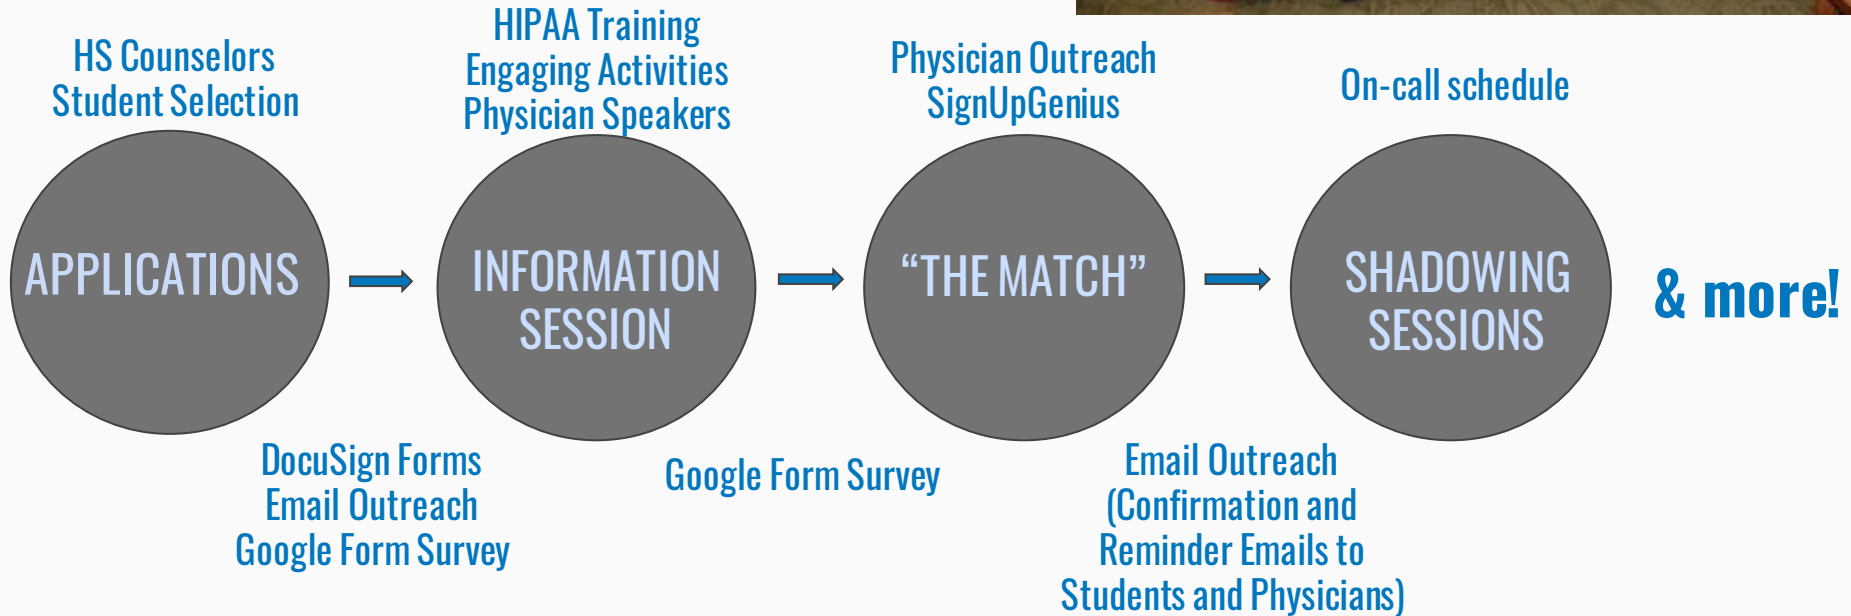 HS Counselors
Student Selection
HIPAA Training
Engaging Activities
Physician Speakers
Physician Outreach
SignUpGenius
On-call schedule
APPLICATIONS
INFORMATION
SESSION
“THE MATCH”
SHADOWING
SESSIONS
& more!
DocuSign Forms
Email Outreach
Google Form Survey
Google Form Survey
Email Outreach
(Confirmation and
Reminder Emails to
Students and Physicians)